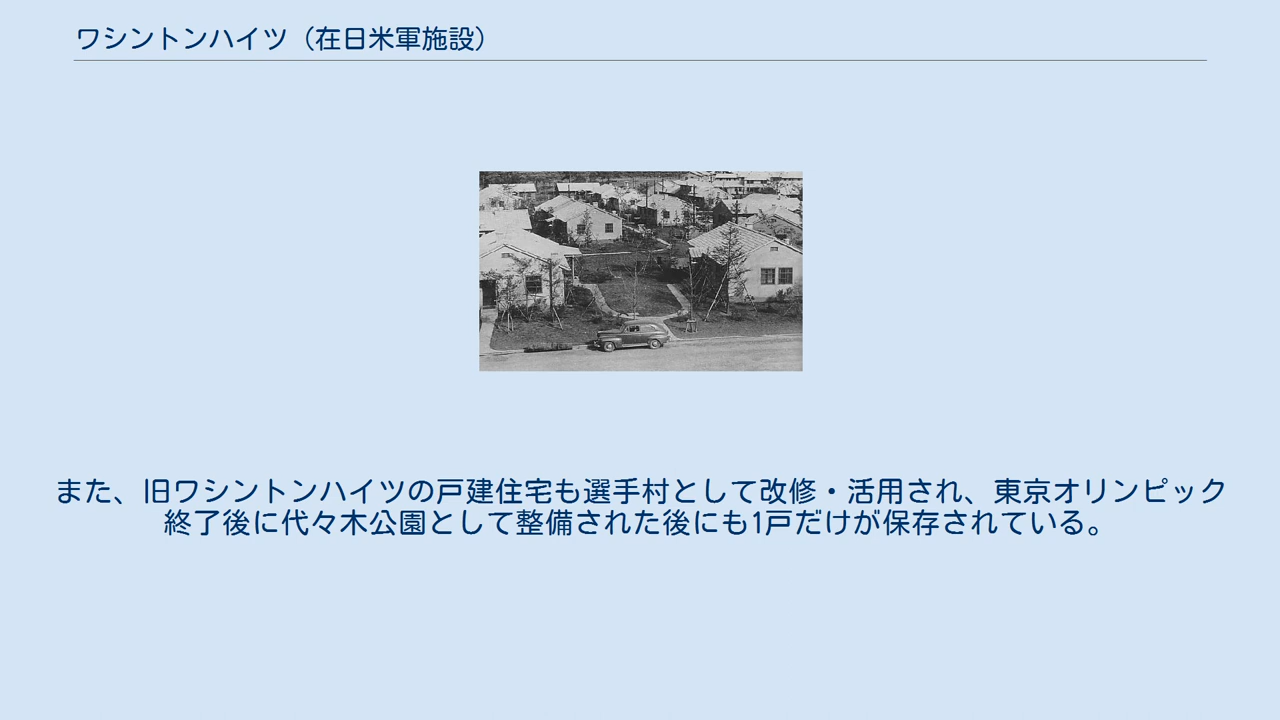 ワシントンハイツ（在日米軍施設）
また、旧ワシントンハイツの戸建住宅も選手村として改修・活用され、東京オリンピック
終了後に代々木公園として整備された後にも1戸だけが保存されている。